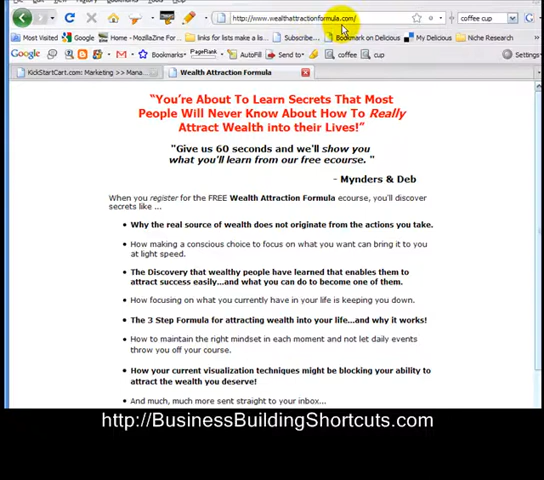 http://www.wealthattractionformula.com/
coffee cup
Most Visited Google Home - MozillaZine For... links for lists make a l... Subscribe... Bookmark on Delicious My Delicious Niche Research
Google Bookmarks PageRank AutoFill Send to coffee cup Settings
KickStartCart.com: Marketing >> Mana... Wealth Attraction Formula
“You're About To Learn Secrets That Most
People Will Never Know About How To Really
Attract Wealth into their Lives!”
"Give us 60 seconds and we'll show you
what you'll learn from our free ecourse. "
- Mynders & Deb
When you register for the FREE Wealth Attraction Formula ecourse, you'll discover
secrets like ...
Why the real source of wealth does not originate from the actions you take.
How making a conscious choice to focus on what you want can bring it to you
at light speed.
The Discovery that wealthy people have learned that enables them to
attract success easily...and what you can do to become one of them.
How focusing on what you currently have in your life is keeping you down.
The 3 Step Formula for attracting wealth into your life...and why it works!
How to maintain the right mindset in each moment and not let daily events
throw you off your course.
How your current visualization techniques might be blocking your ability to
attract the wealth you deserve!
And much, much more sent straight to your inbox...
http://BusinessBuildingShortcuts.com